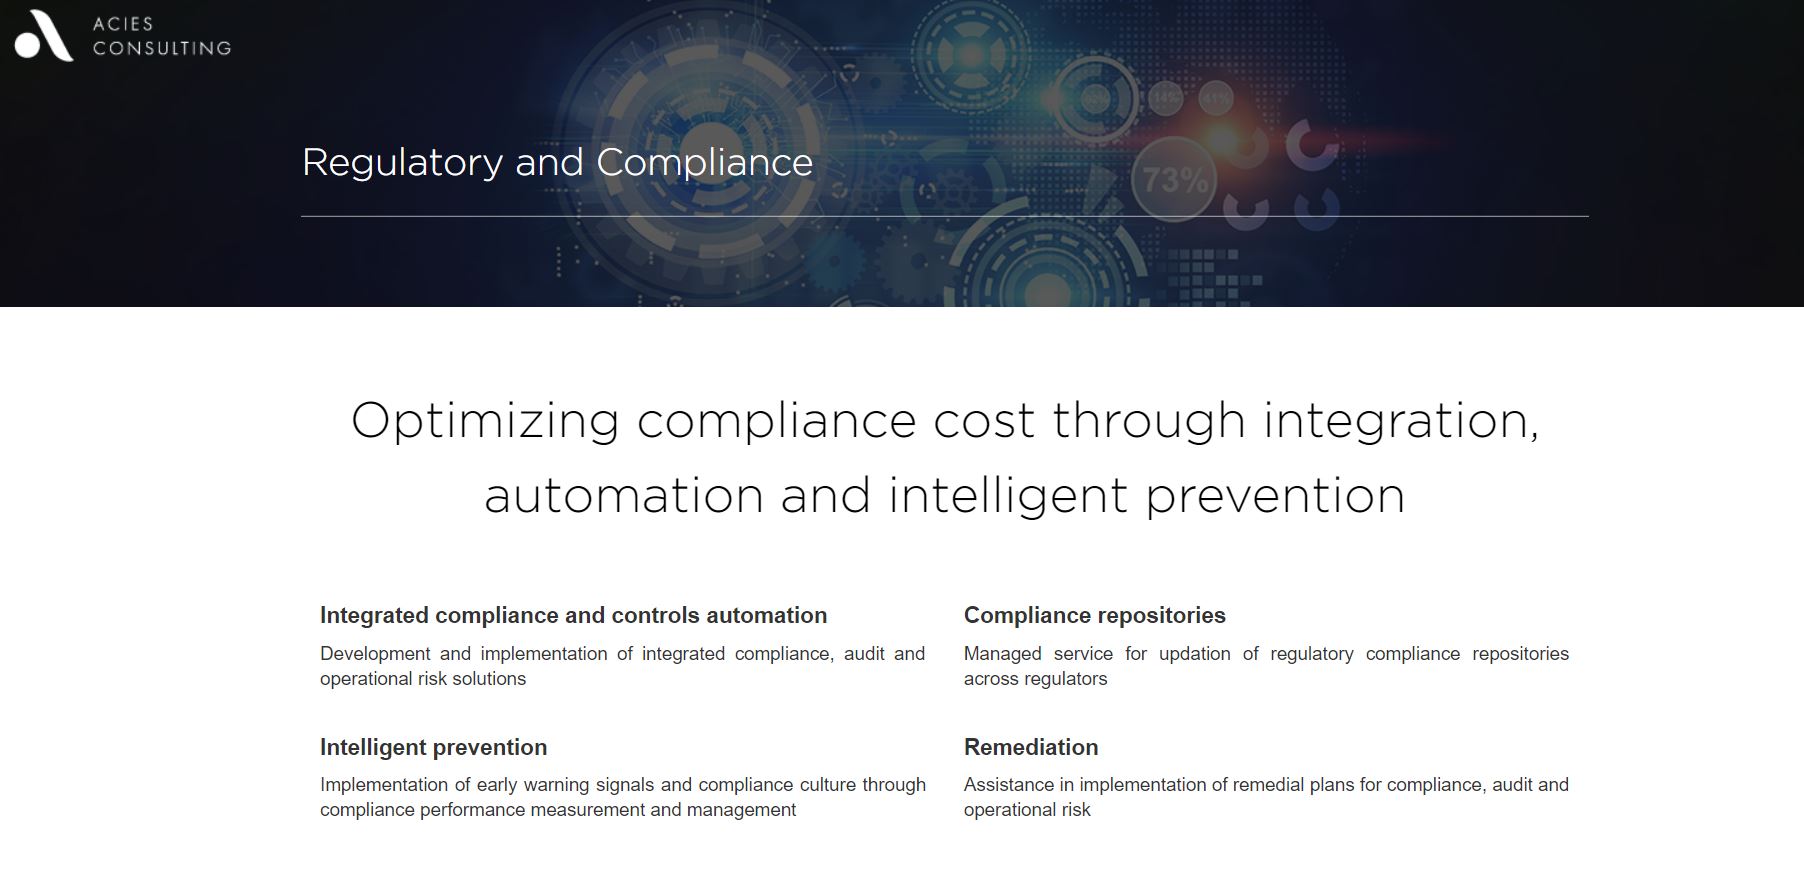 ACIES
CONSULTING
14%
41%
Regulatory and Compliance
73%
Optimizing compliance cost through integration,
automation and intelligent prevention
Integrated compliance and controls automation
Development and implementation of integrated compliance, audit and
operational risk solutions
Compliance repositories
Managed service for updation of regulatory compliance repositories
across regulators
Intelligent prevention
Implementation of early warning signals and compliance culture through
compliance performance measurement and management
Remediation
Assistance in implementation of remedial plans for compliance, audit and
operational risk